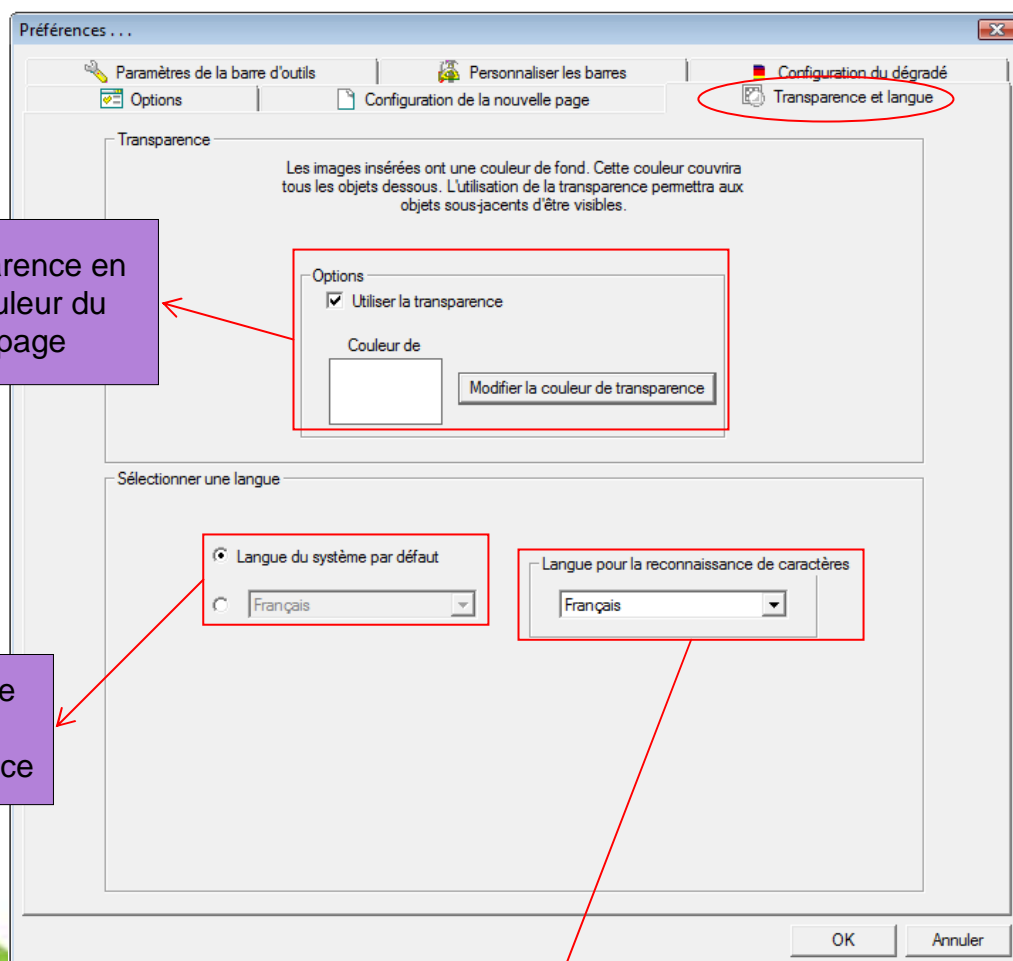 Préférences . . .
Paramètres de la barre d'outils
Personnaliser les barres
Configuration du dégradé
Options
Configuration de la nouvelle page
Transparence et langue
Transparence
Les images insérées ont une couleur de fond. Cette couleur couvrira
tous les objets dessous. L'utilisation de la transparence permettra aux
objets sous-jacents d'être visibles.
en
du
page
Options
Utiliser la transparence
Couleur de
Modifier la couleur de transparence
Sélectionner une langue
Langue du système par défaut
Français
Langue pour la reconnaissance de caractères
Français
OK
Annuler